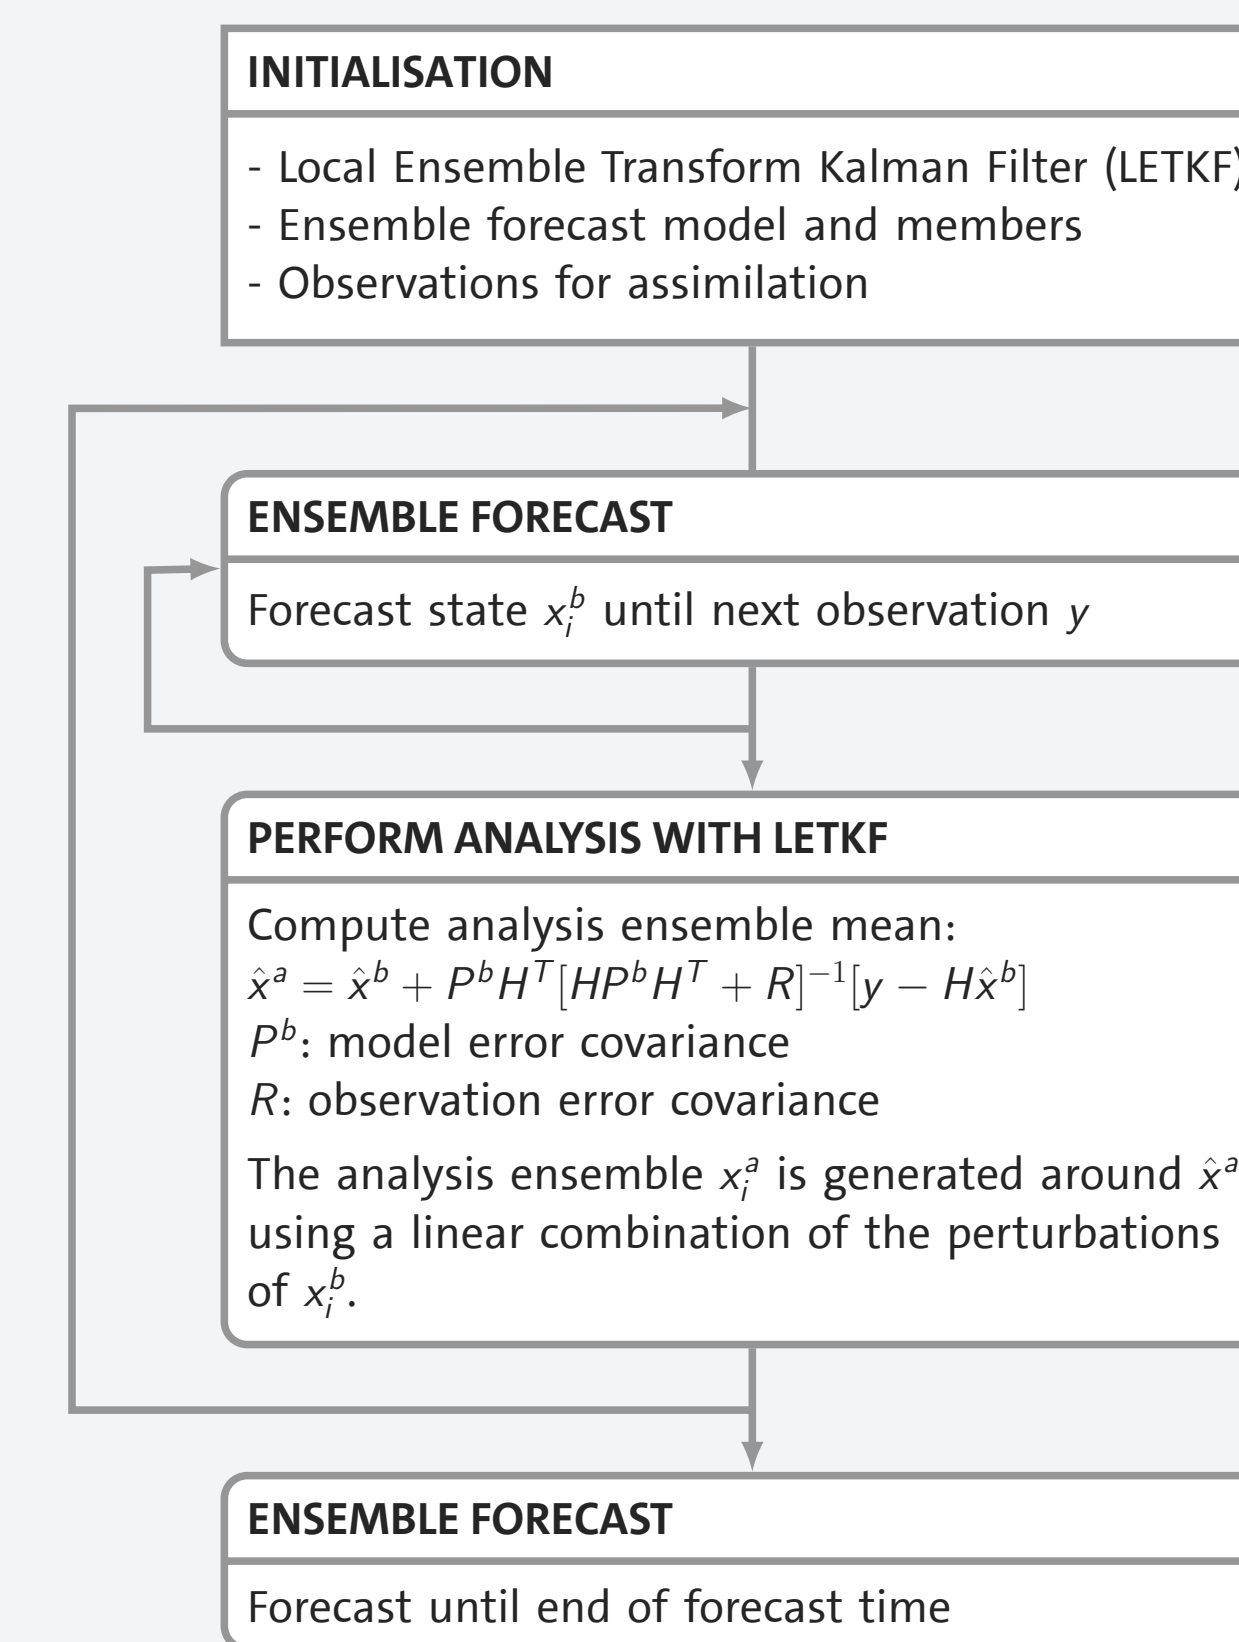 INITIALISATION
- Local Ensemble Transform Kalman Filter (LETKF)
- Ensemble forecast model and members
- Observations for assimilation
ENSEMBLE FORECAST
Forecast state x_i^b until next observation y
PERFORM ANALYSIS WITH LETKF
Compute analysis ensemble mean:
x̂^a = x̂^b + P^b H^T [HP^b H^T + R]^{-1} [y − Hx̂^b]
P^b: model error covariance
R: observation error covariance
The analysis ensemble x_i^a is generated around x̂^a
using a linear combination of the perturbations
of x_i^b.
ENSEMBLE FORECAST
Forecast until end of forecast time